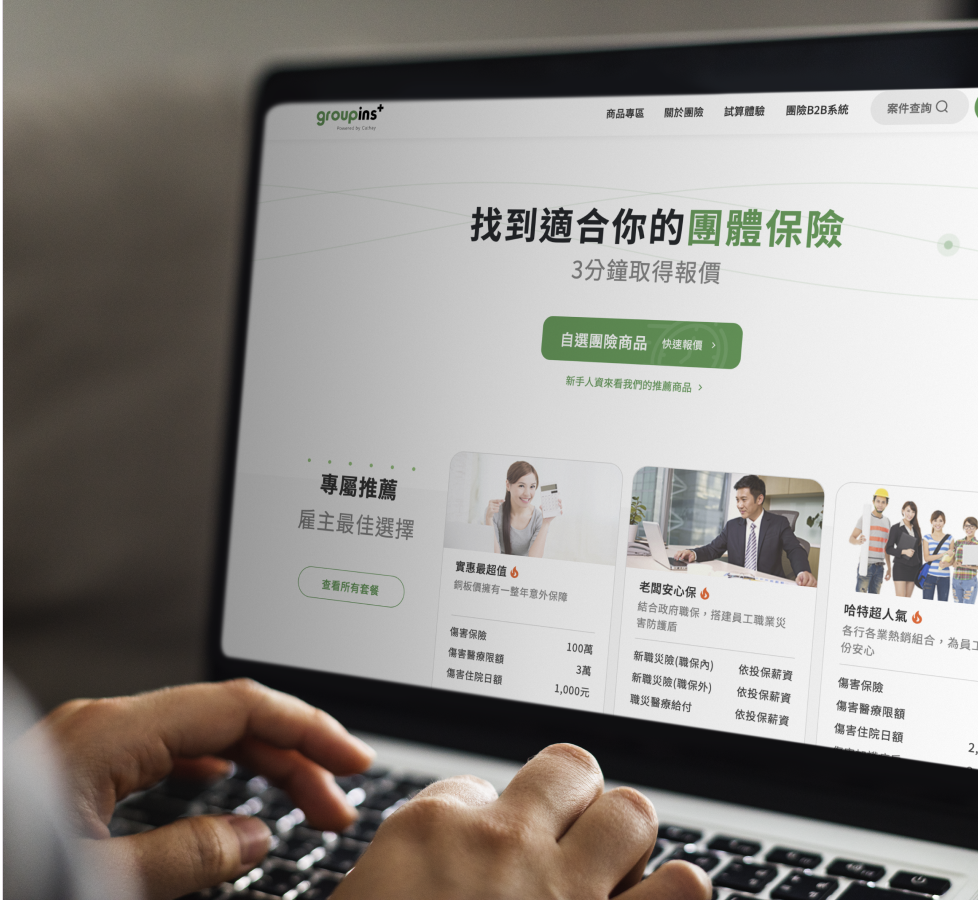 groupins+
Powered by Cathay
商品專區 關於團險 試算體驗 團險B2B系統 案件查詢
找到適合你的團體保險
3分鐘取得報價
自選團險商品 快速報價 >
新手人資來看我們的推薦商品 >
專屬推薦
雇主最佳選擇
查看所有套餐
實惠最超值
銅板價擁有一整年意外保障
傷害保險 100萬
傷害醫療限額 3萬
傷害住院日額 1,000元
老闆安心保
結合政府職保，搭建員工職業災
害防護盾
新職災險(職保內) 依投保薪資
新職災險(職保外) 依投保薪資
職災醫療給付 依投保薪資
哈特超人氣
各行各業熱銷組合，為員工
份安心
傷害保險
傷害醫療限額
傷害住院日額 2,